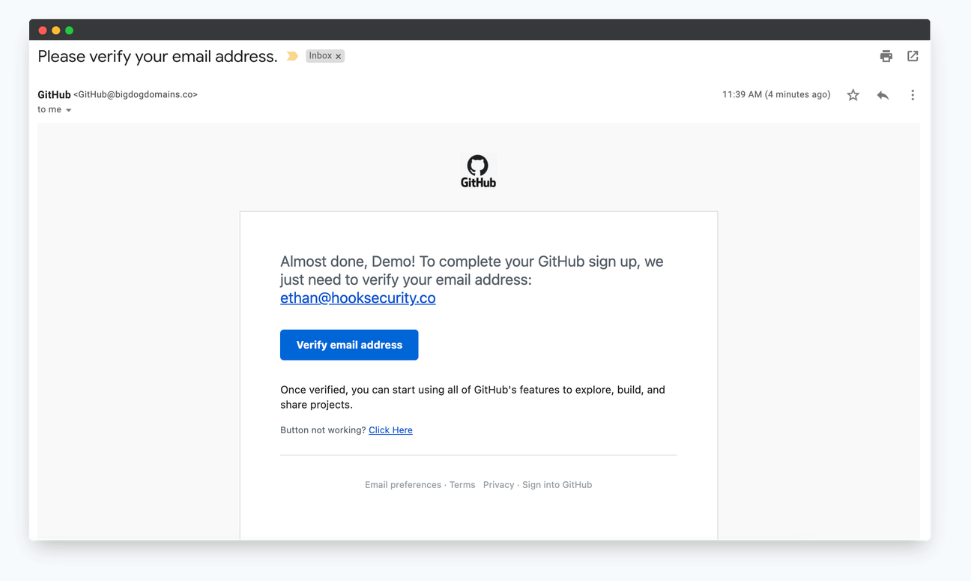 Please verify your email address. Inbox x
GitHub <GitHub@bigdogdomains.co> 11:39 AM (4 minutes ago)
to me
GitHub
Almost done, Demo! To complete your GitHub sign up, we
just need to verify your email address:
ethan@hooksecurity.co
Verify email address
Once verified, you can start using all of GitHub's features to explore, build, and
share projects.
Button not working? Click Here
Email preferences · Terms Privacy · Sign into GitHub